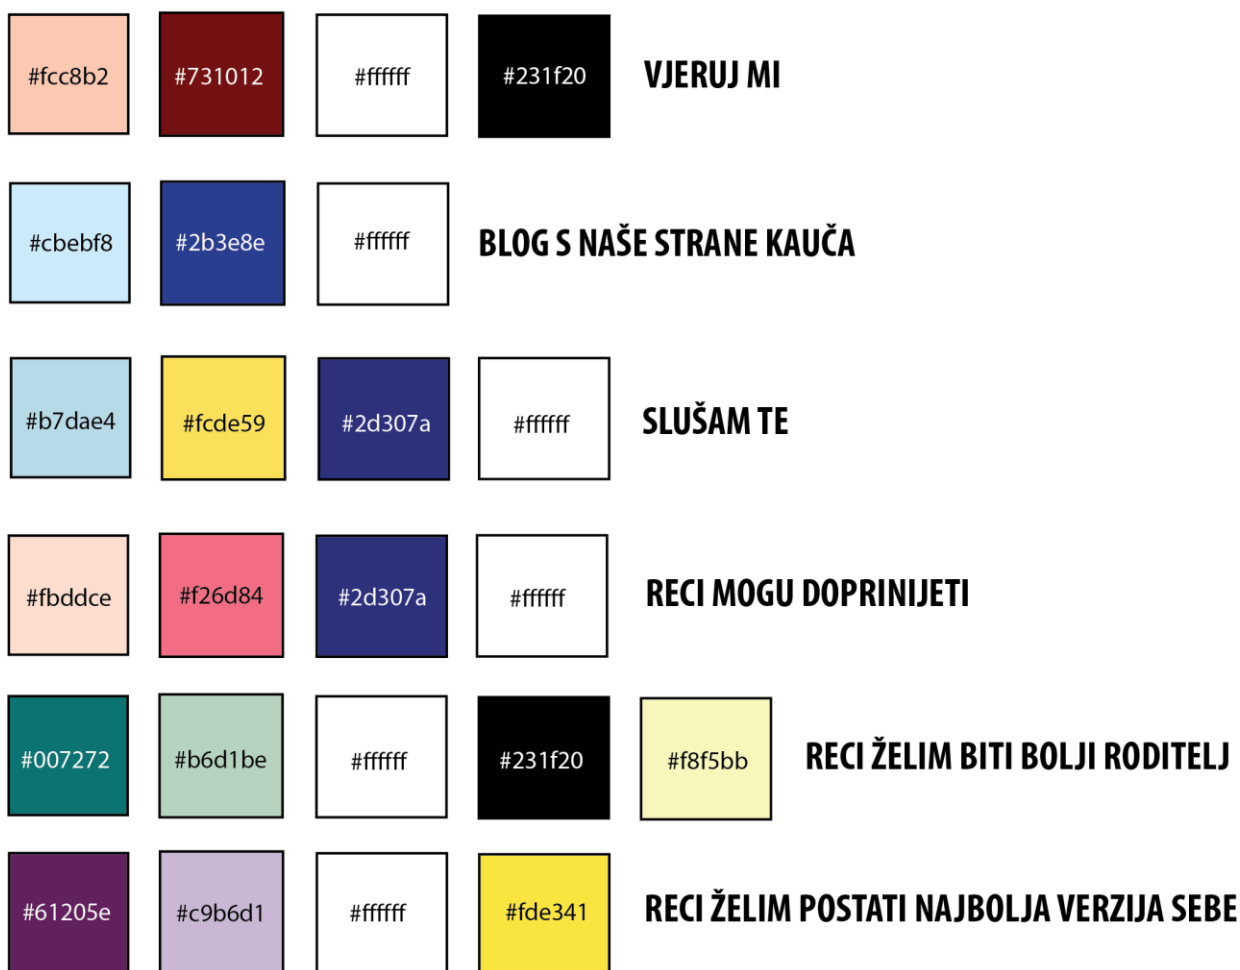 #fcc8b2 #731012 #ffffff #231f20 VJERUJ MI
#cbebf8 #2b3e8e #ffffff BLOG S NAŠE STRANE KAUČA
#b7dae4 #fcde59 #2d307a #ffffff SLUŠAM TE
#fbddce #f26d84 #2d307a #ffffff RECI MOGU DOPRINIJETI
#007272 #b6d1be #ffffff #231f20 #f8f5bb RECI ŽELIM BITI BOLJI RODITELJ
#61205e #c9b6d1 #ffffff #fde341 RECI ŽELIM POSTATI NAJBOLJA VERZIJA SEBE